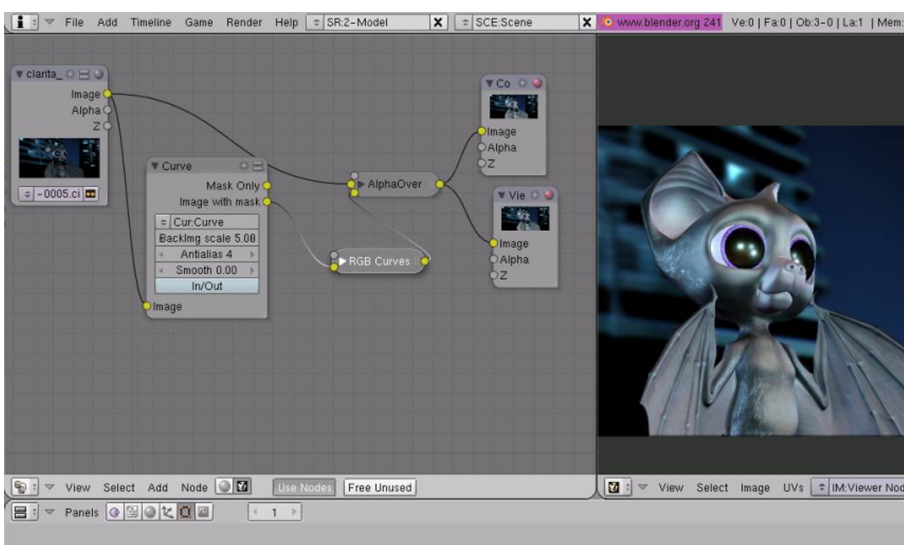 File Add Timeline Game Render Help SR:2-Model X SCE:Scene X www.blender.org 241 Ve:0 | Fa:0 | Ob:3-0 | La:1 | Mem:
clarita_
Image
Alpha
Z
-0005.ci
Curve
Mask Only
Image with mask
Cur:Curve
BackImg scale 5.00
Antialias 4
Smooth 0.00
In/Out
Image
AlphaOver
RGB Curves
Co
Image
Alpha
Z
Vie
Image
Alpha
Z
View Select Add Node Use Nodes Free Unused
View Select Image UVs IM:Viewer Nod
Panels 1